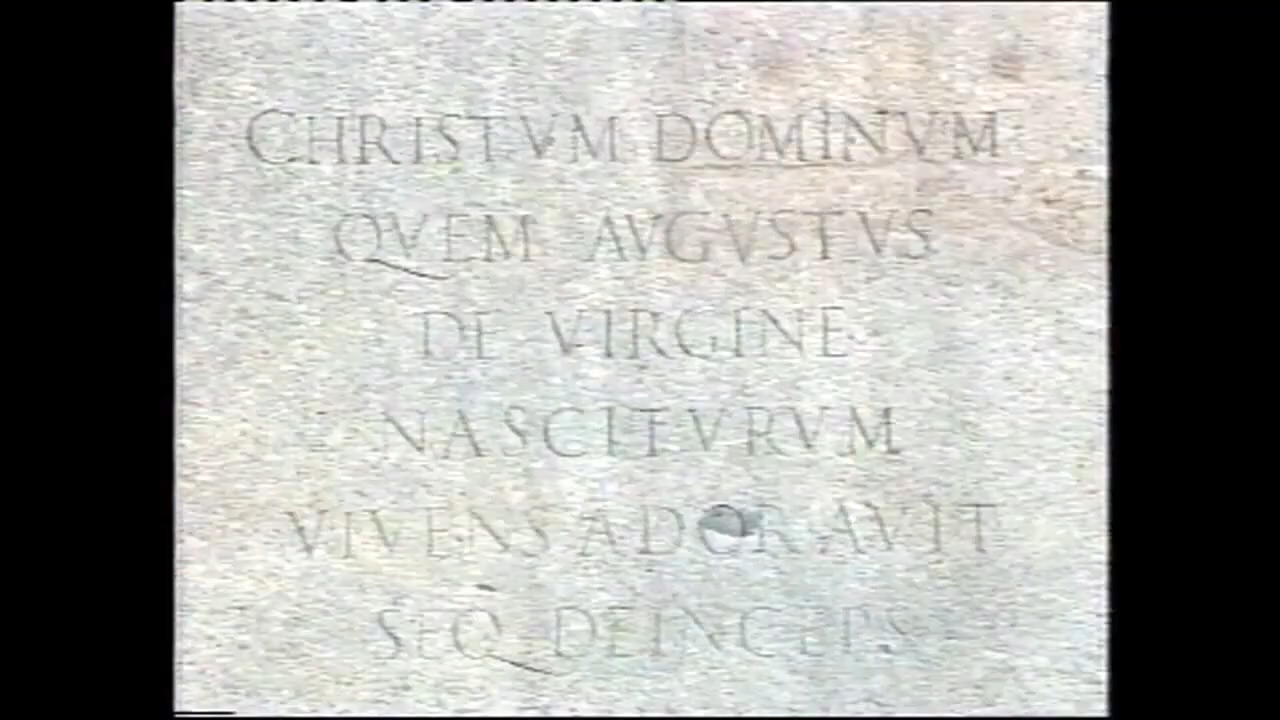 CHRISTVM DOMINVM
QVEM AVGVSTVS
DE VIRGINE
NASCITVRVM
VIVENS ADORAVIT
SEQ DEINCEPS